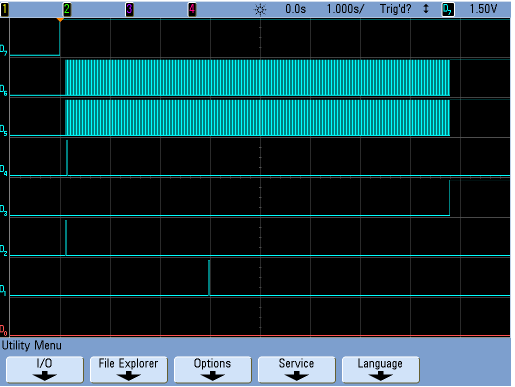 1 2 3 4 0.0s 1.000s/ Trig'd? ↕ D7 1.50V
D7
D6
D5
D4
D3
D2
D1
D0
Utility Menu
I/O File Explorer Options Service Language